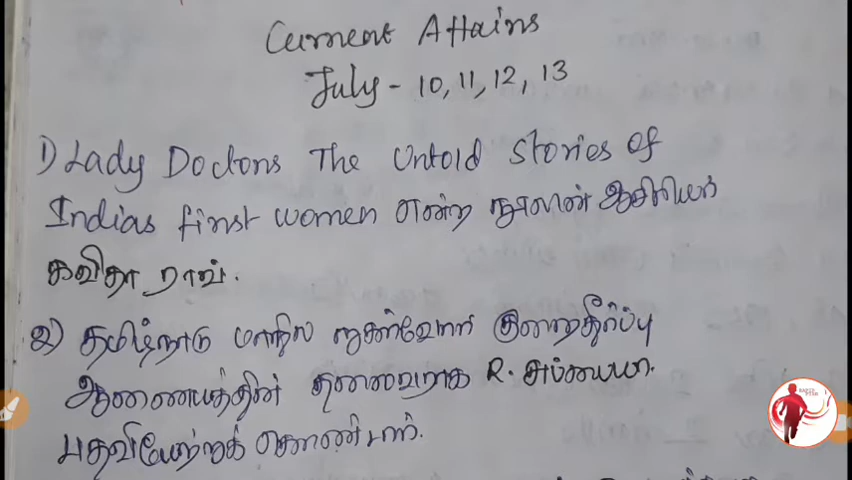 Current Affairs
July - 10, 11, 12, 13
1) Lady Doctors The Untold Stories of
Indias first women என்ற நூலின் ஆசிரியர்
கவிதா ராவ்.
2) தமிழ்நாடு மாநில நுகர்வோர் குறைதீர்ப்பு
ஆணையத்தின் தலைவராக R. சுப்பையா.
பதவியேற்றுக் கொண்டார்.